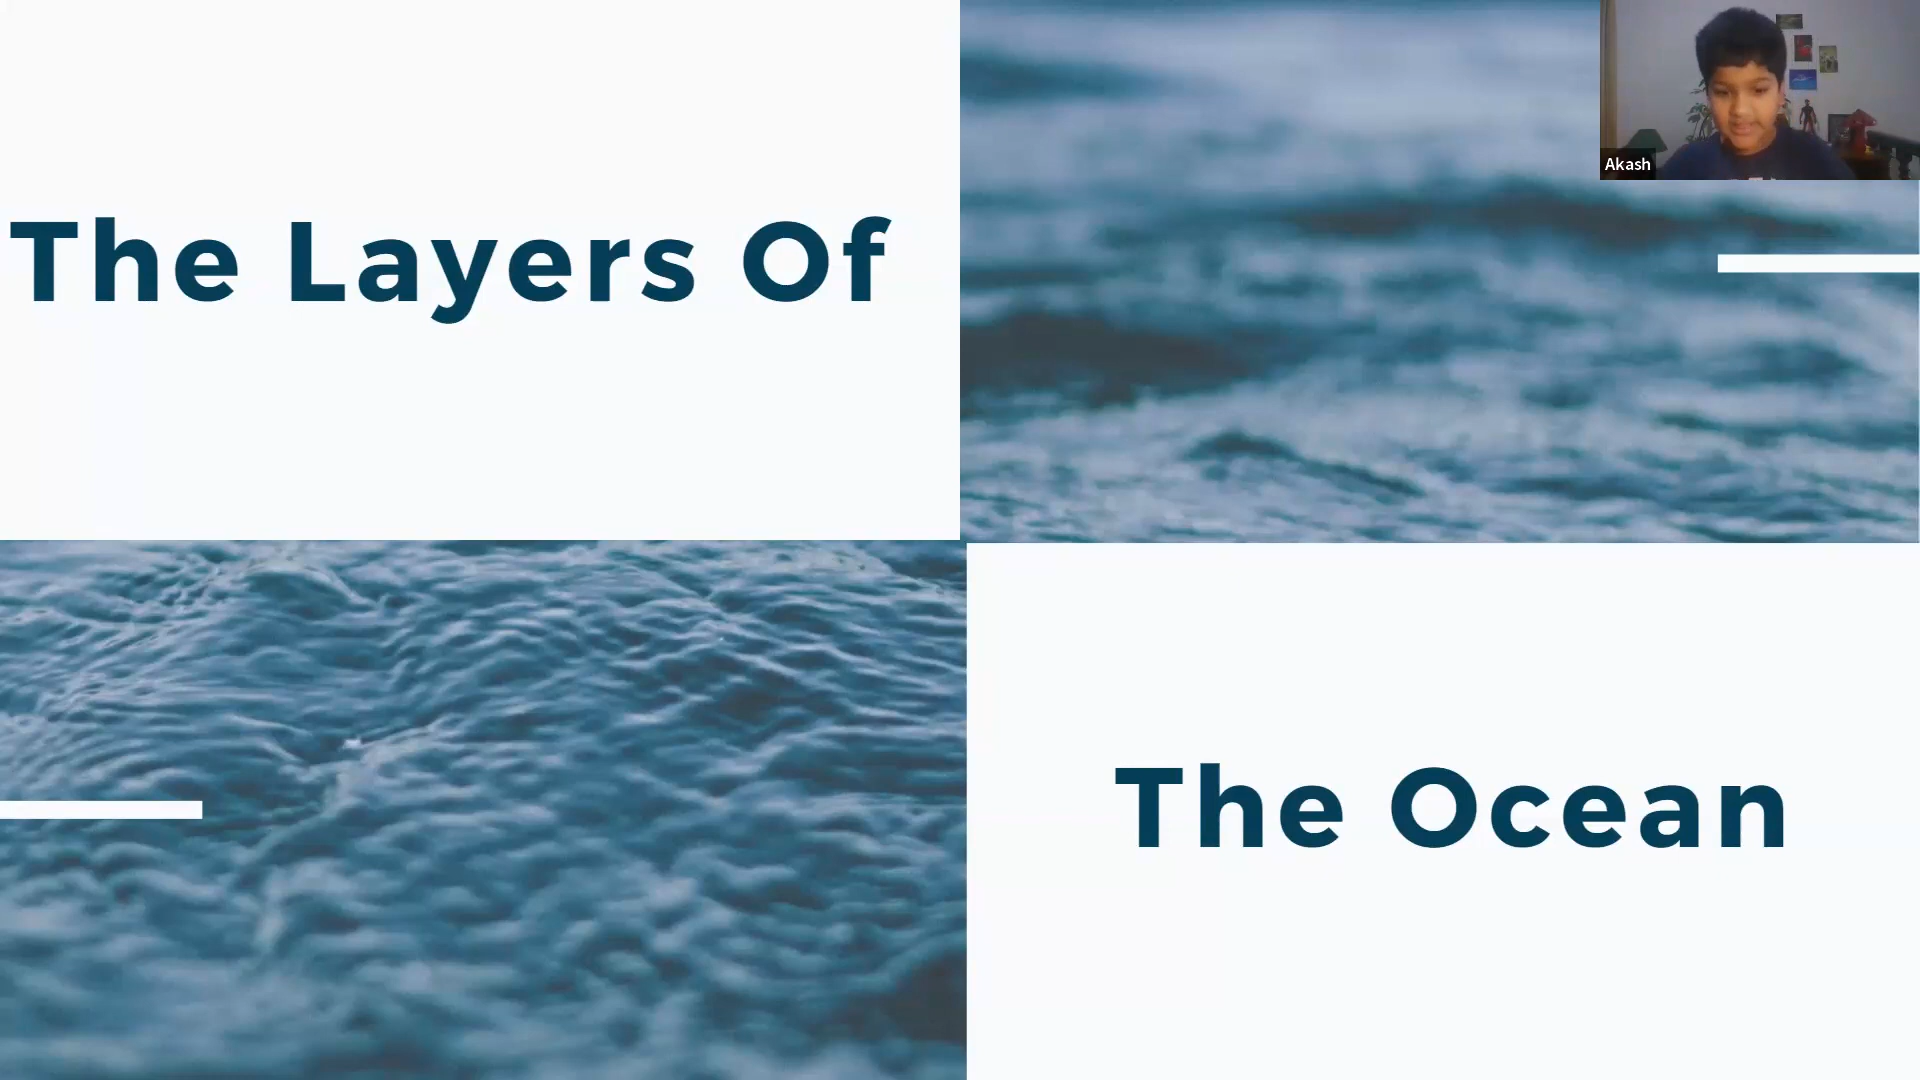 Akash
The Layers Of
The Ocean